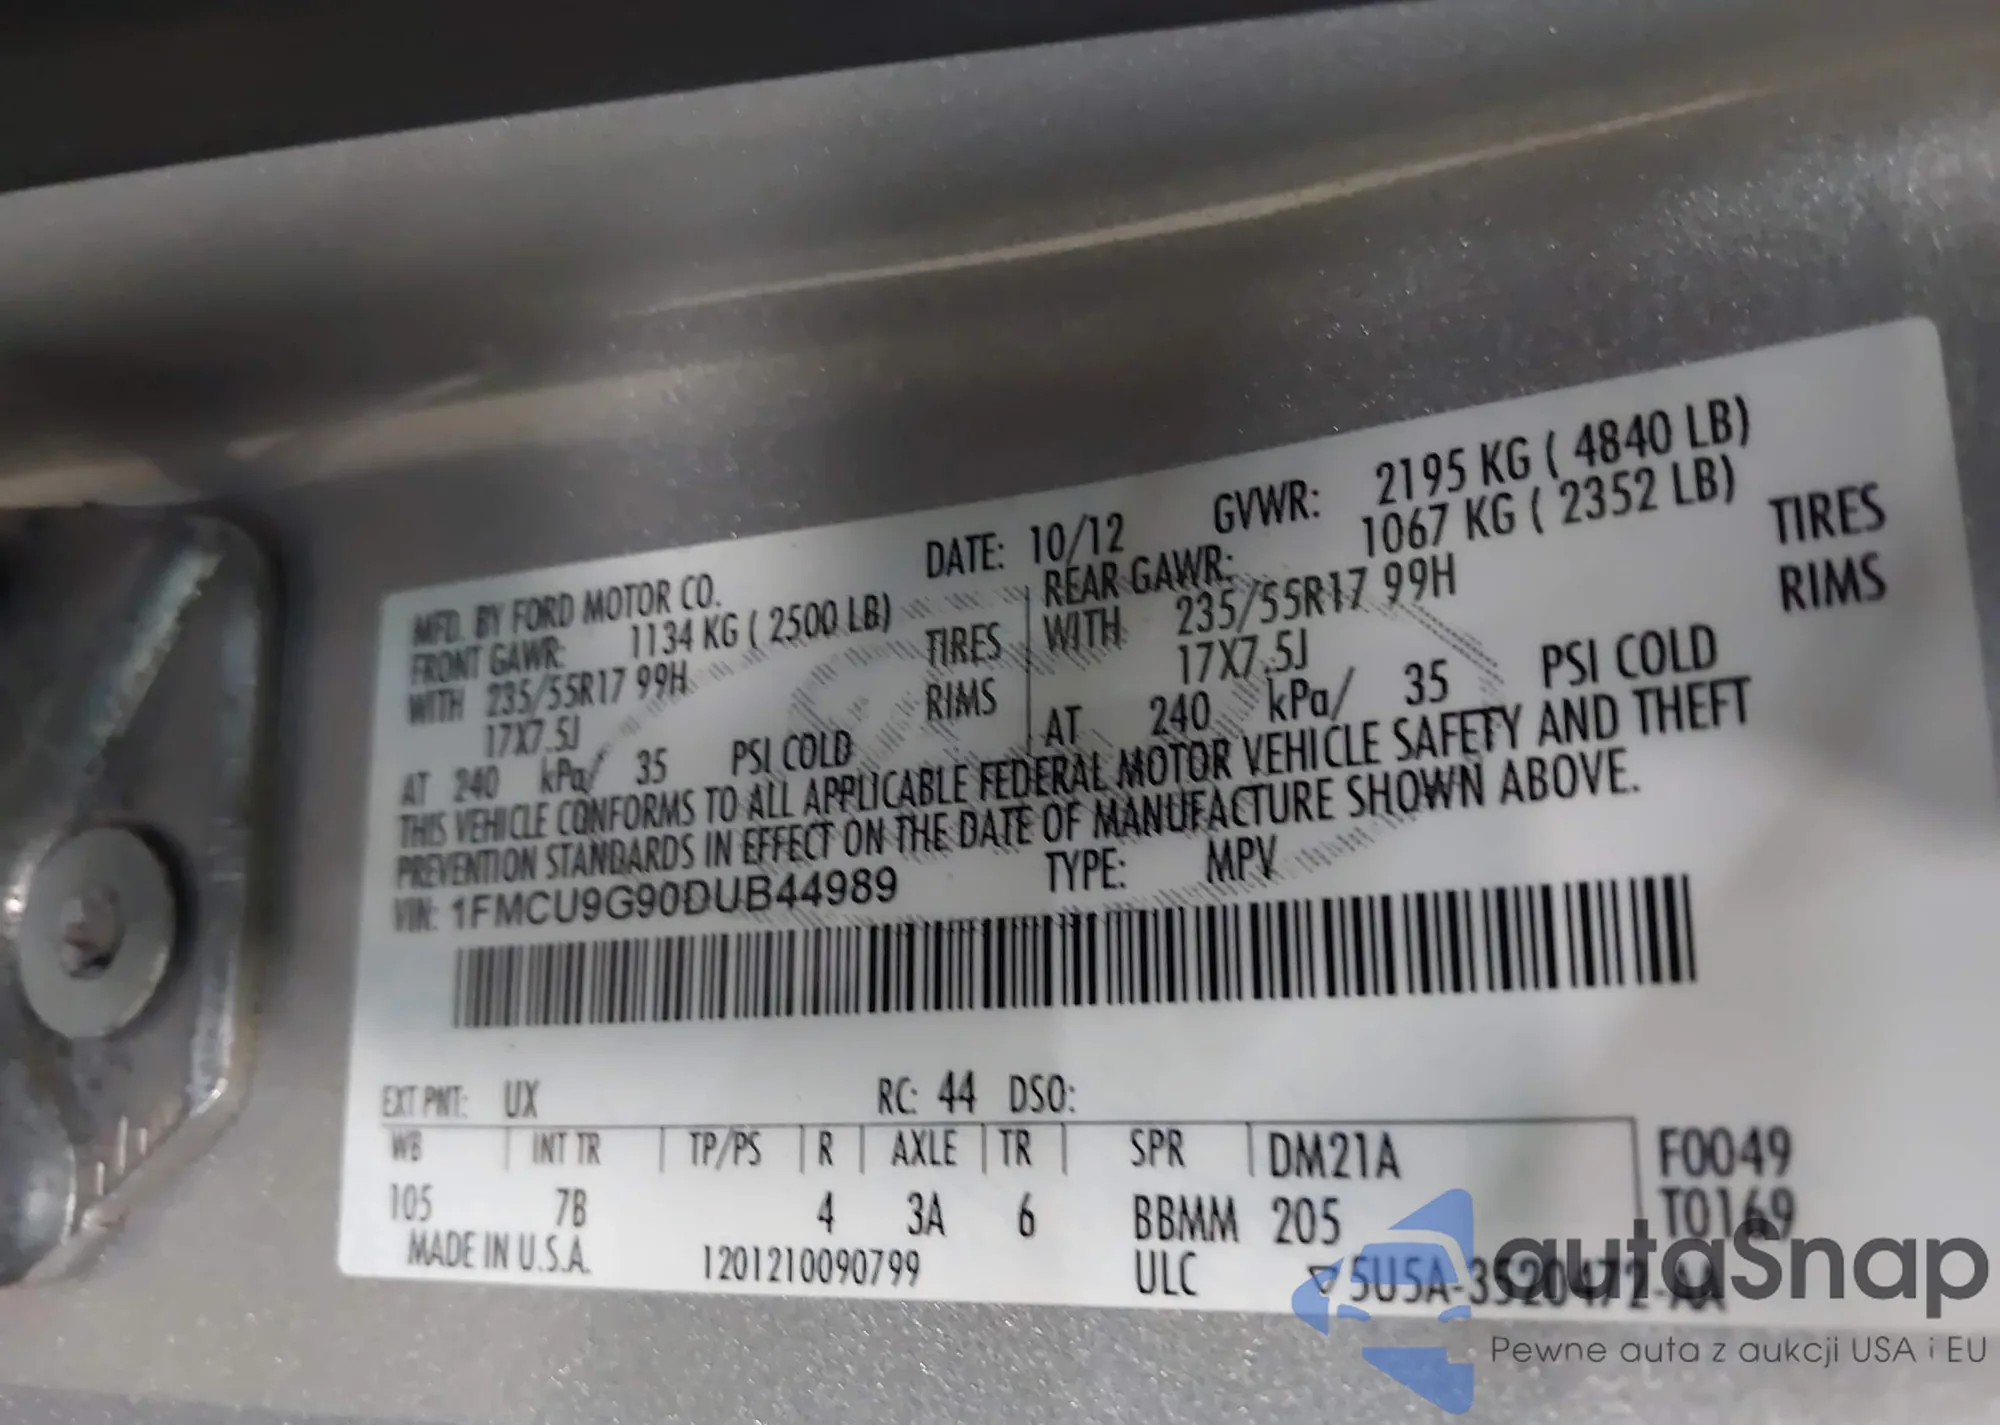 MFD. BY FORD MOTOR CO. DATE: 10/12 GVWR: 2195 KG ( 4840 LB)
FRONT GAWR: 1134 KG ( 2500 LB) REAR GAWR: 1067 KG ( 2352 LB)
WITH 235/55R17 99H TIRES WITH 235/55R17 99H TIRES
17X7.5J RIMS 17X7.5J RIMS
AT 240 kPa/ 35 PSI COLD AT 240 kPa/ 35 PSI COLD
THIS VEHICLE CONFORMS TO ALL APPLICABLE FEDERAL MOTOR VEHICLE SAFETY AND THEFT
PREVENTION STANDARDS IN EFFECT ON THE DATE OF MANUFACTURE SHOWN ABOVE.
VIN: 1FMCU9G90DUB44989 TYPE: MPV
EXT PNT: UX RC: 44 DSO:
WB INT TR TP/PS R AXLE TR SPR DM21A F0049
105 7B 4 3A 6 BBMM 205 T0169
MADE IN U.S.A. 1201210090799 ULC 5U5A-3520472-AA
autaSnap
Pewne auta z aukcji USA i EU